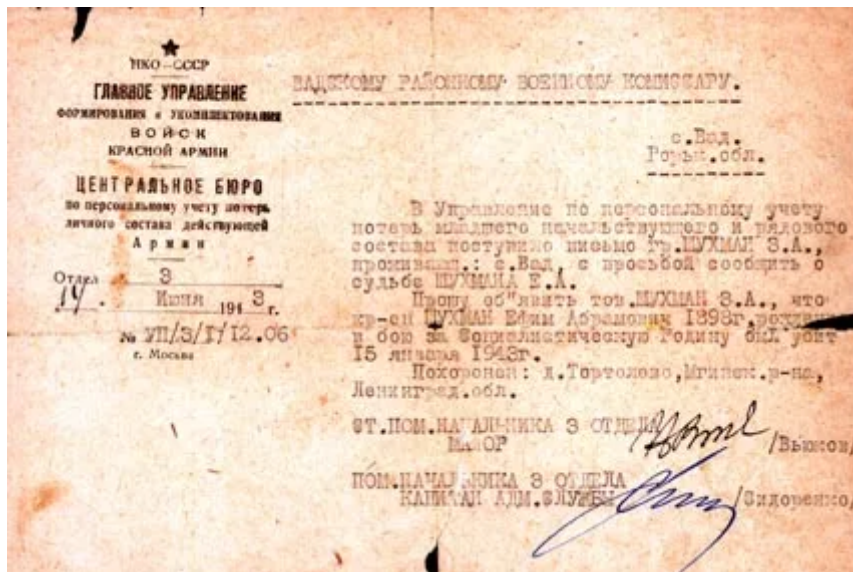 НКО–СССР
ГЛАВНОЕ УПРАВЛЕНИЕ
ФОРМИРОВАНИЯ и УКОМПЛЕКТОВАНИЯ
ВОЙСК
КРАСНОЙ АРМИИ
ЦЕНТРАЛЬНОЕ БЮРО
по персональному учету потерь
личного состава действующей
Армии
Отдел 3
14. Июня 1943 г.
№ УП/3/1/12.06
г. Москва
ВАДСКОМУ РАЙОННОМУ ВОЕННОМУ КОМИССАРУ.
с.Вад.
Горьк.обл.
В Управление по персональному учету
потерь младшего начальствующего и рядового
состава поступило письмо гр.ШУХМАН З.А.,
прожива: с.Вад, с просьбой сообщить о
судьбе ШУХМАНА Е.А.
Прошу об"явить тов.ШУХМАН З.А., что
кр-ец ШУХМАН Ефим Абрамович 1898г.рожден
в бою за Социалистическую Родину был убит
15 января 1943г.
Похоронен: д.Тортолово,Мгинск.р-на,
Ленинград.обл.
СТ.ПОМ.НАЧАЛЬНИКА 3 ОТДЕЛА
МАЙОР
ПОМ.НАЧАЛЬНИКА 3 ОТДЕЛА
КАПИТАН АДМ.СЛУЖБЫ /Сидоренко/